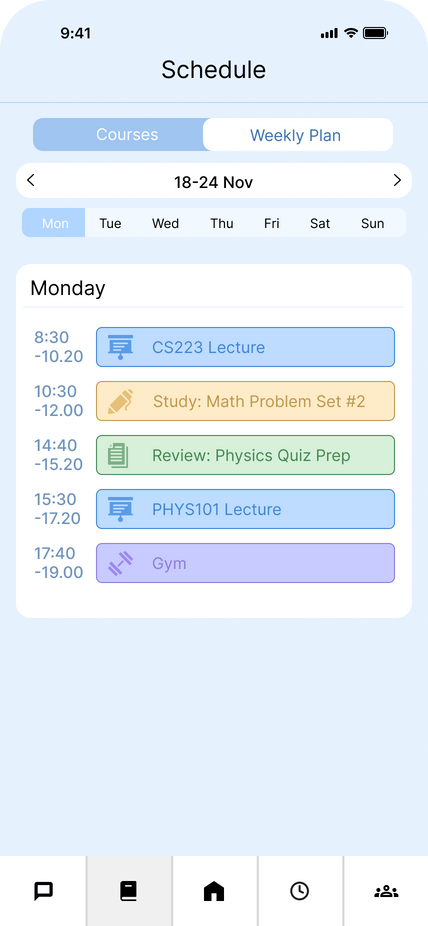 9:41
Schedule
Courses
Weekly Plan
18-24 Nov
Mon Tue Wed Thu Fri Sat Sun
Monday
8:30
-10.20
CS223 Lecture
10:30
-12.00
Study: Math Problem Set #2
14:40
-15.20
Review: Physics Quiz Prep
15:30
-17.20
PHYS101 Lecture
17:40
-19.00
Gym